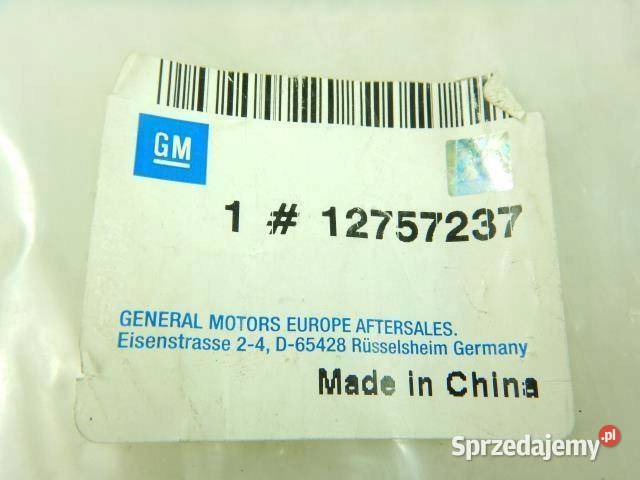 GM
1 # 12757237
GENERAL MOTORS EUROPE AFTERSALES.
Eisenstrasse 2-4, D-65428 Rüsselsheim Germany
Made in China
Sprzedajemy.pl